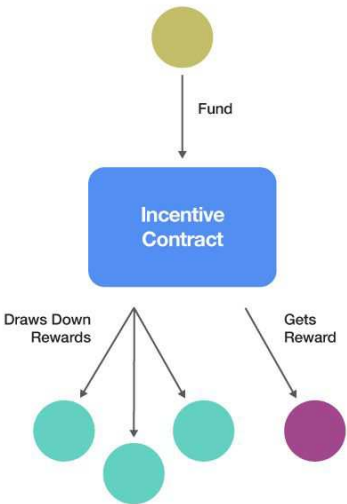 Fund
Incentive
Contract
Draws Down
Rewards
Gets
Reward